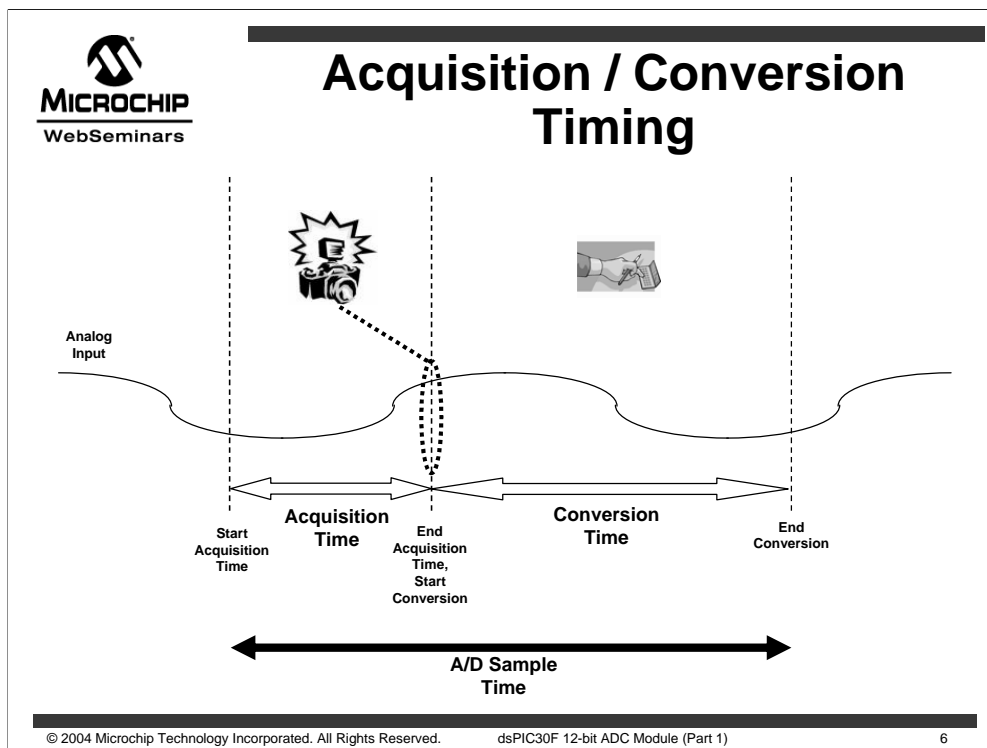 MICROCHIP
WebSeminars
Acquisition / Conversion
Timing
Analog
Input
Start
Acquisition
Time
Acquisition
Time
End
Acquisition
Time,
Start
Conversion
Conversion
Time
End
Conversion
A/D Sample
Time
© 2004 Microchip Technology Incorporated. All Rights Reserved. dsPIC30F 12-bit ADC Module (Part 1) 6